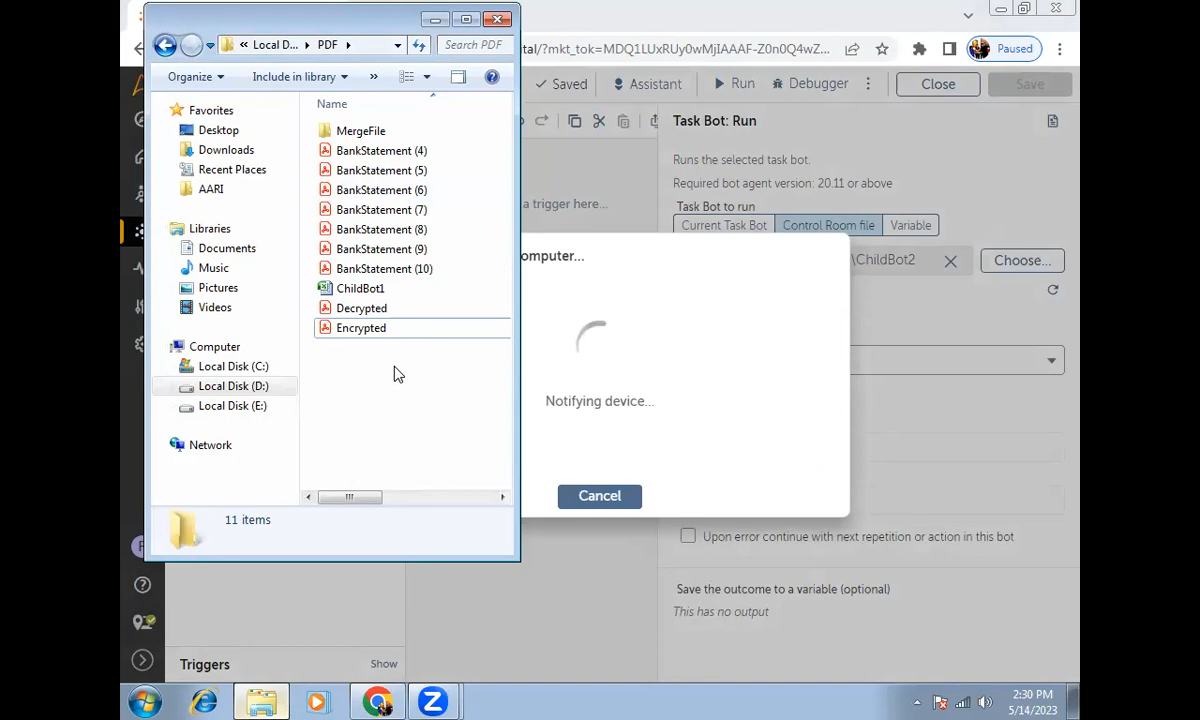 « Local D... ▸ PDF ▸
Search PDF
Organize
Include in library
»
Name
Favorites
Desktop
Downloads
Recent Places
AARI
Libraries
Documents
Music
Pictures
Videos
Computer
Local Disk (C:)
Local Disk (D:)
Local Disk (E:)
Network
MergeFile
BankStatement (4)
BankStatement (5)
BankStatement (6)
BankStatement (7)
BankStatement (8)
BankStatement (9)
BankStatement (10)
ChildBot1
Decrypted
Encrypted
11 items
tal/?mkt_tok=MDQ1LUxRUy0wMjIAAAF-Z0n0Q4wZ...
Paused
Saved
Assistant
Run
Debugger
Close
Save
a trigger here...
Task Bot: Run
Runs the selected task bot.
Required bot agent version: 20.11 or above
Task Bot to run
Current Task Bot
Control Room file
Variable
\ChildBot2
Choose...
omputer...
Notifying device...
Cancel
Upon error continue with next repetition or action in this bot
Save the outcome to a variable (optional)
This has no output
Triggers
Show
2:30 PM
5/14/2023